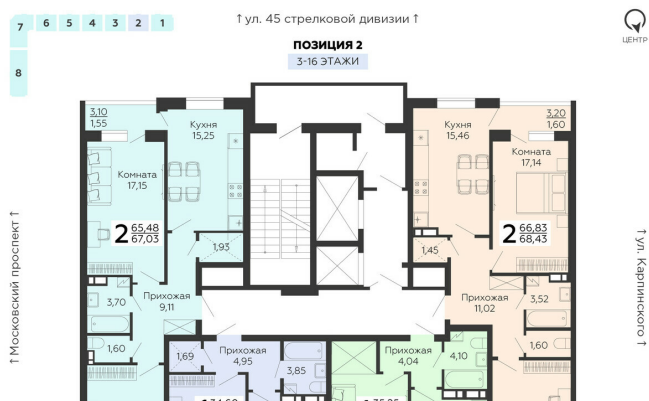 7 6 5 4 3 2 1
8
↑ ул. 45 стрелковой дивизии ↑
ПОЗИЦИЯ 2
3-16 ЭТАЖИ
ЦЕНТР
↑ Московский проспект ↑
↑ ул. Карпинского ↑
3,10
1,55
Кухня
15,25
Комната
17,15
2 65,48
67,03
1,93
3,70
Прихожая
9,11
1,60
Кухня
15,46
3,20
1,60
Комната
17,14
2 66,83
68,43
1,45
Прихожая
11,02
3,52
1,60
1,69
Прихожая
4,95
3,85
Прихожая
4,04
4,10